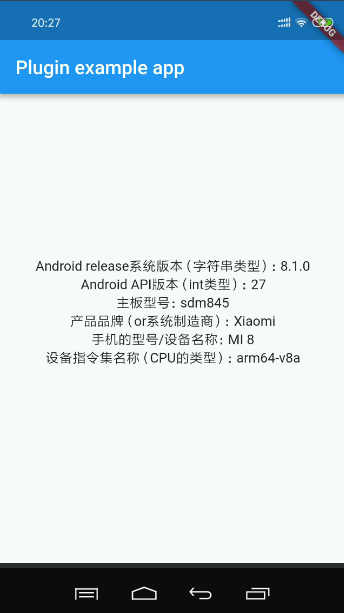 20:27
DEBUG
Plugin example app
Android release系统版本（字符串类型）: 8.1.0
Android API版本（int类型）: 27
主板型号: sdm845
产品品牌（or系统制造商）: Xiaomi
手机的型号/设备名称: MI 8
设备指令集名称（CPU的类型）: arm64-v8a